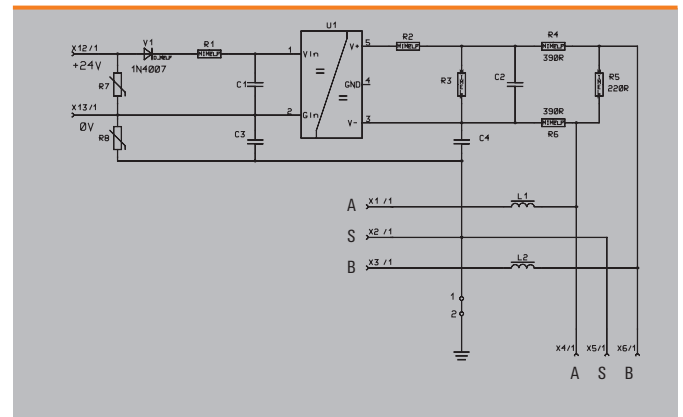 U1
X12/1
V1
R1
1
VIn
V+
5
R2
R4
+24V
1N4007
MINMELF
MINMELF
390R
R7
C1
=
=
GND
4
R3
C2
R5
220R
X13/1
0V
2
GIn
V-
3
390R
R6
R8
C3
C4
A X1 /1
L1
S X2 /1
B X3 /1
L2
1
2
X4/1 X5/1 X6/1
A S B